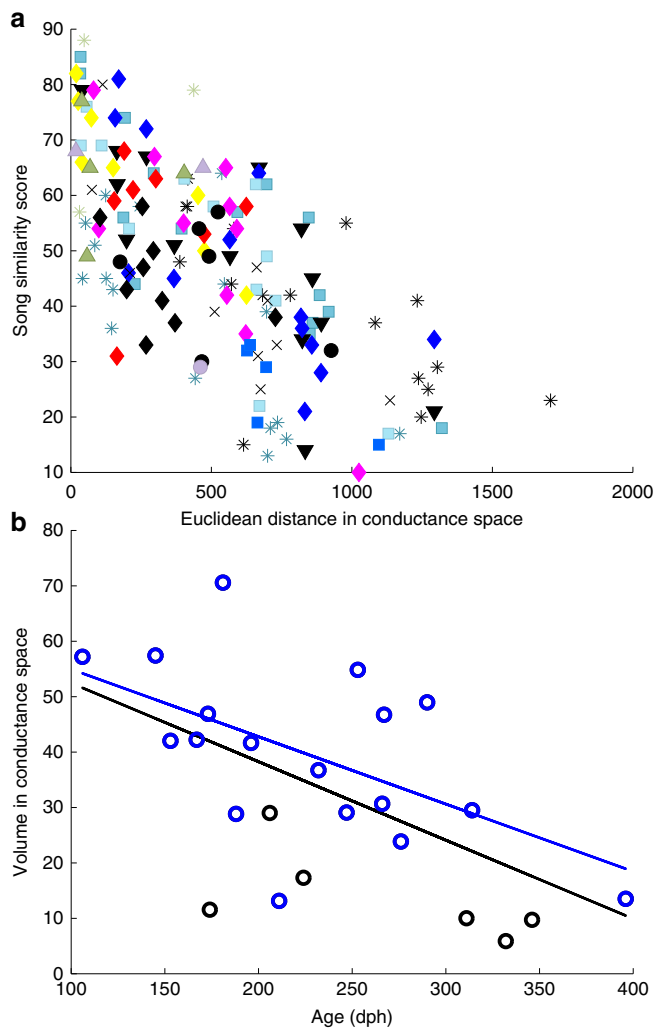 a
90
80
70
60
50
40
30
20
10
Song similarity score
0 500 1000 1500 2000
Euclidean distance in conductance space
b
80
70
60
50
40
30
20
10
0
Volume in conductance space
100 150 200 250 300 350 400
Age (dph)